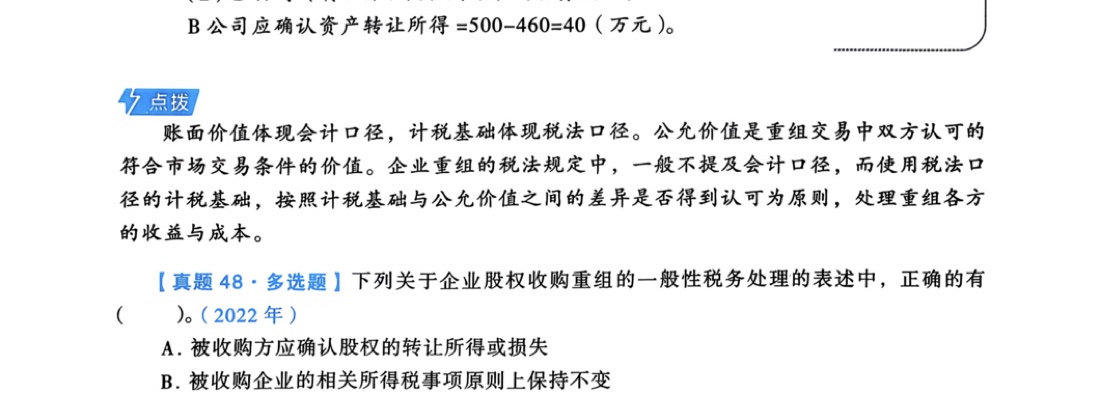 B 公司应确认资产转让所得 =500-460=40（万元）。
点拨
账面价值体现会计口径，计税基础体现税法口径。公允价值是重组交易中双方认可的
符合市场交易条件的价值。企业重组的税法规定中，一般不提及会计口径，而使用税法口
径的计税基础，按照计税基础与公允价值之间的差异是否得到认可为原则，处理重组各方
的收益与成本。
【真题 48·多选题】下列关于企业股权收购重组的一般性税务处理的表述中，正确的有
（ ）。（2022 年）
A. 被收购方应确认股权的转让所得或损失
B. 被收购企业的相关所得税事项原则上保持不变